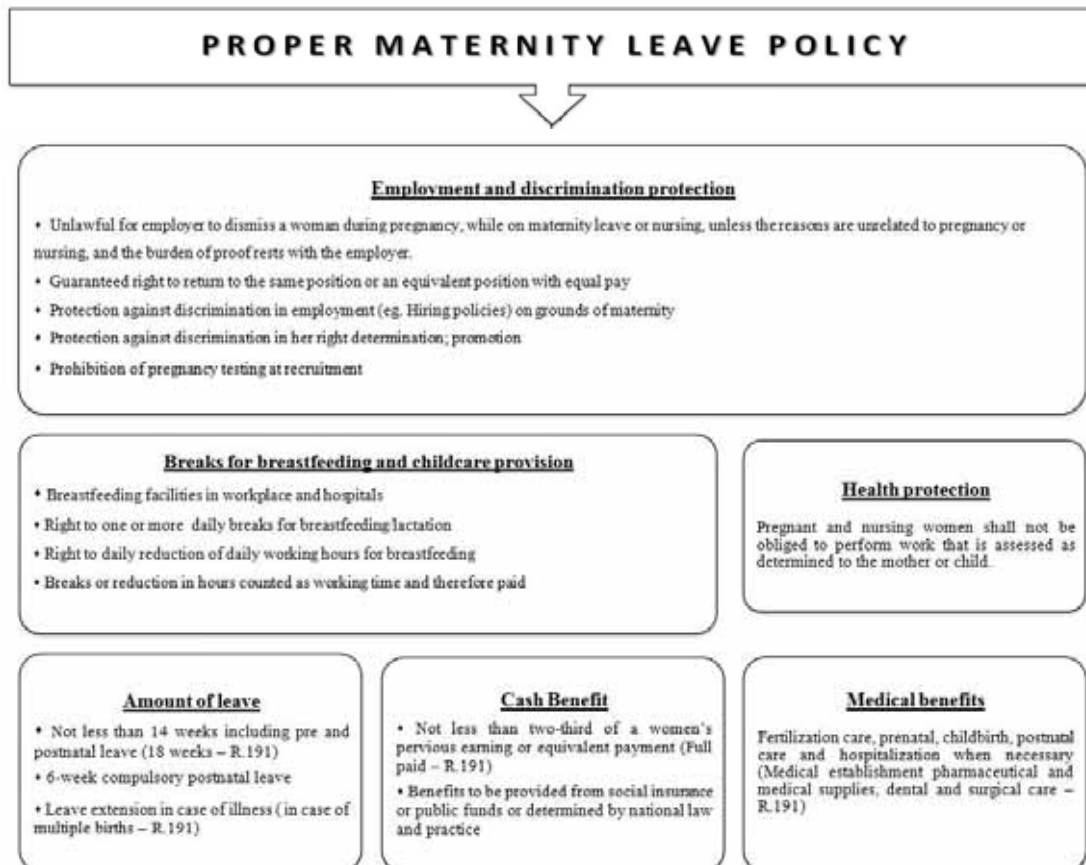 PROPER MATERNITY LEAVE POLICY
Employment and discrimination protection
• Unlawful for employer to dismiss a woman during pregnancy, while on maternity leave or nursing, unless the reasons are unrelated to pregnancy or
nursing, and the burden of proof rests with the employer.
• Guaranteed right to return to the same position or an equivalent position with equal pay
• Protection against discrimination in employment (eg. Hiring policies) on grounds of maternity
• Protection against discrimination in her right determination; promotion
• Prohibition of pregnancy testing at recruitment
Breaks for breastfeeding and childcare provision
• Breastfeeding facilities in workplace and hospitals
• Right to one or more daily breaks for breastfeeding lactation
• Right to daily reduction of daily working hours for breastfeeding
• Breaks or reduction in hours counted as working time and therefore paid
Health protection
Pregnant and nursing women shall not be
obliged to perform work that is assessed as
determined to the mother or child.
Amount of leave
• Not less than 14 weeks including pre and
postnatal leave (18 weeks – R.191)
• 6-week compulsory postnatal leave
• Leave extension in case of illness (in case of
multiple births – R.191)
Cash Benefit
• Not less than two-third of a women's
pervious earning or equivalent payment (Full
paid – R.191)
• Benefits to be provided from social insurance
or public funds or determined by national law
and practice
Medical benefits
Fertilization care, prenatal, childbirth, postnatal
care and hospitalization when necessary
(Medical establishment pharmaceutical and
medical supplies, dental and surgical care –
R.191)